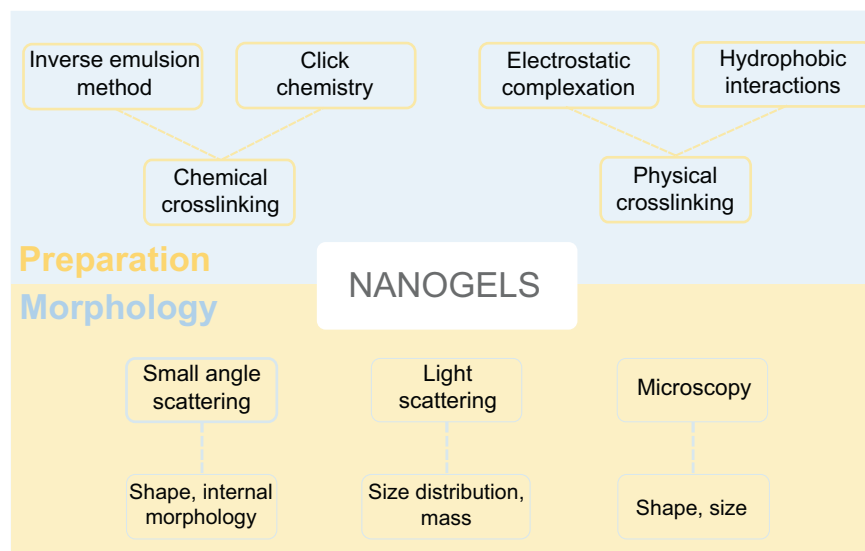 Inverse emulsion
method
Click
chemistry
Electrostatic
complexation
Hydrophobic
interactions
Chemical
crosslinking
Physical
crosslinking
Preparation
NANOGELS
Morphology
Small angle
scattering
Light
scattering
Microscopy
Shape, internal
morphology
Size distribution,
mass
Shape, size